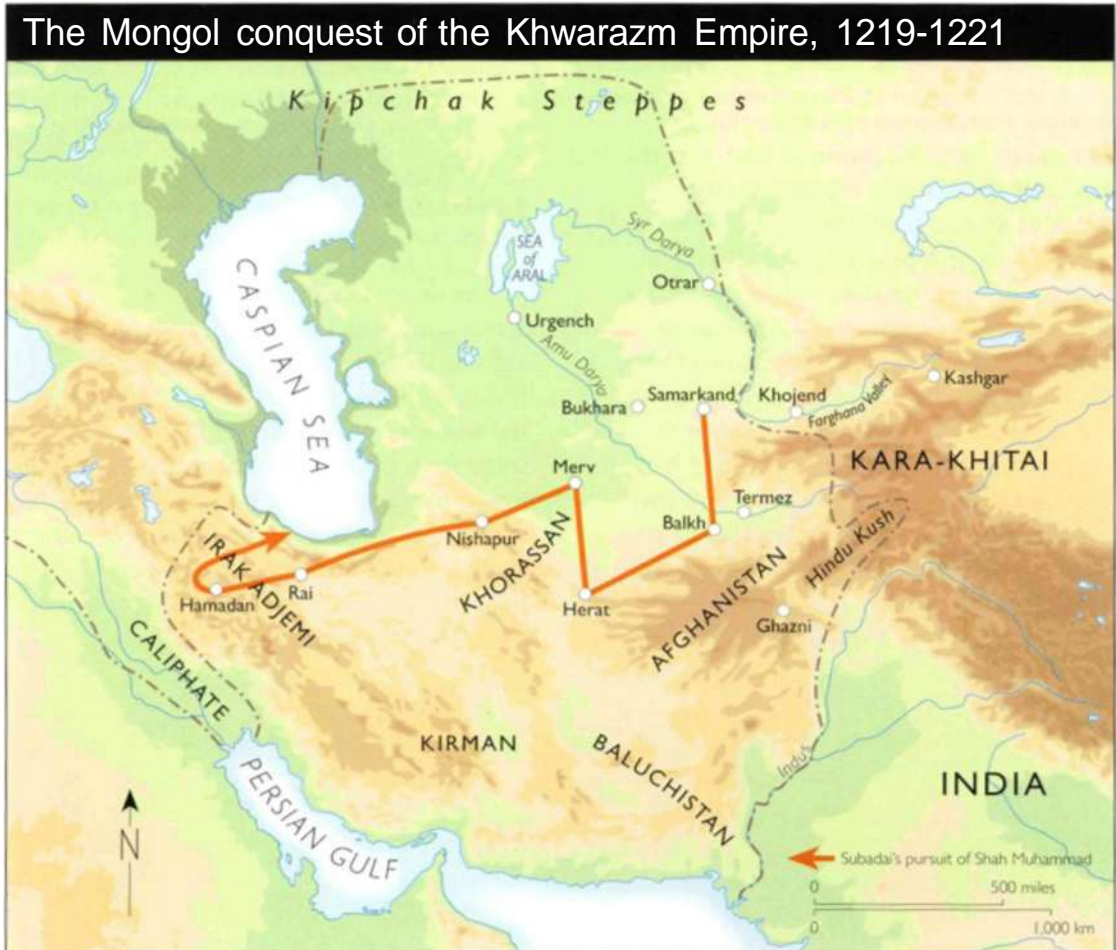 The Mongol conquest of the Khwarazm Empire, 1219-1221
Kipchak Steppes
CASPIAN SEA
SEA
of
ARAL
Syr Darya
Otrar
Urgench
Amu Darya
Bukhara
Samarkand
Khojend
Farghana Valley
Kashgar
KARA-KHITAI
Merv
Termez
Balkh
Nishapur
KHORASSAN
Hindu Kush
IRAK ADJEMI
Rai
Hamadan
Herat
AFGHANISTAN
Ghazni
CALIPHATE
KIRMAN
BALUCHISTAN
Indus
INDIA
PERSIAN GULF
N
Subadai's pursuit of Shah Muhammad
0 500 miles
0 1,000 km